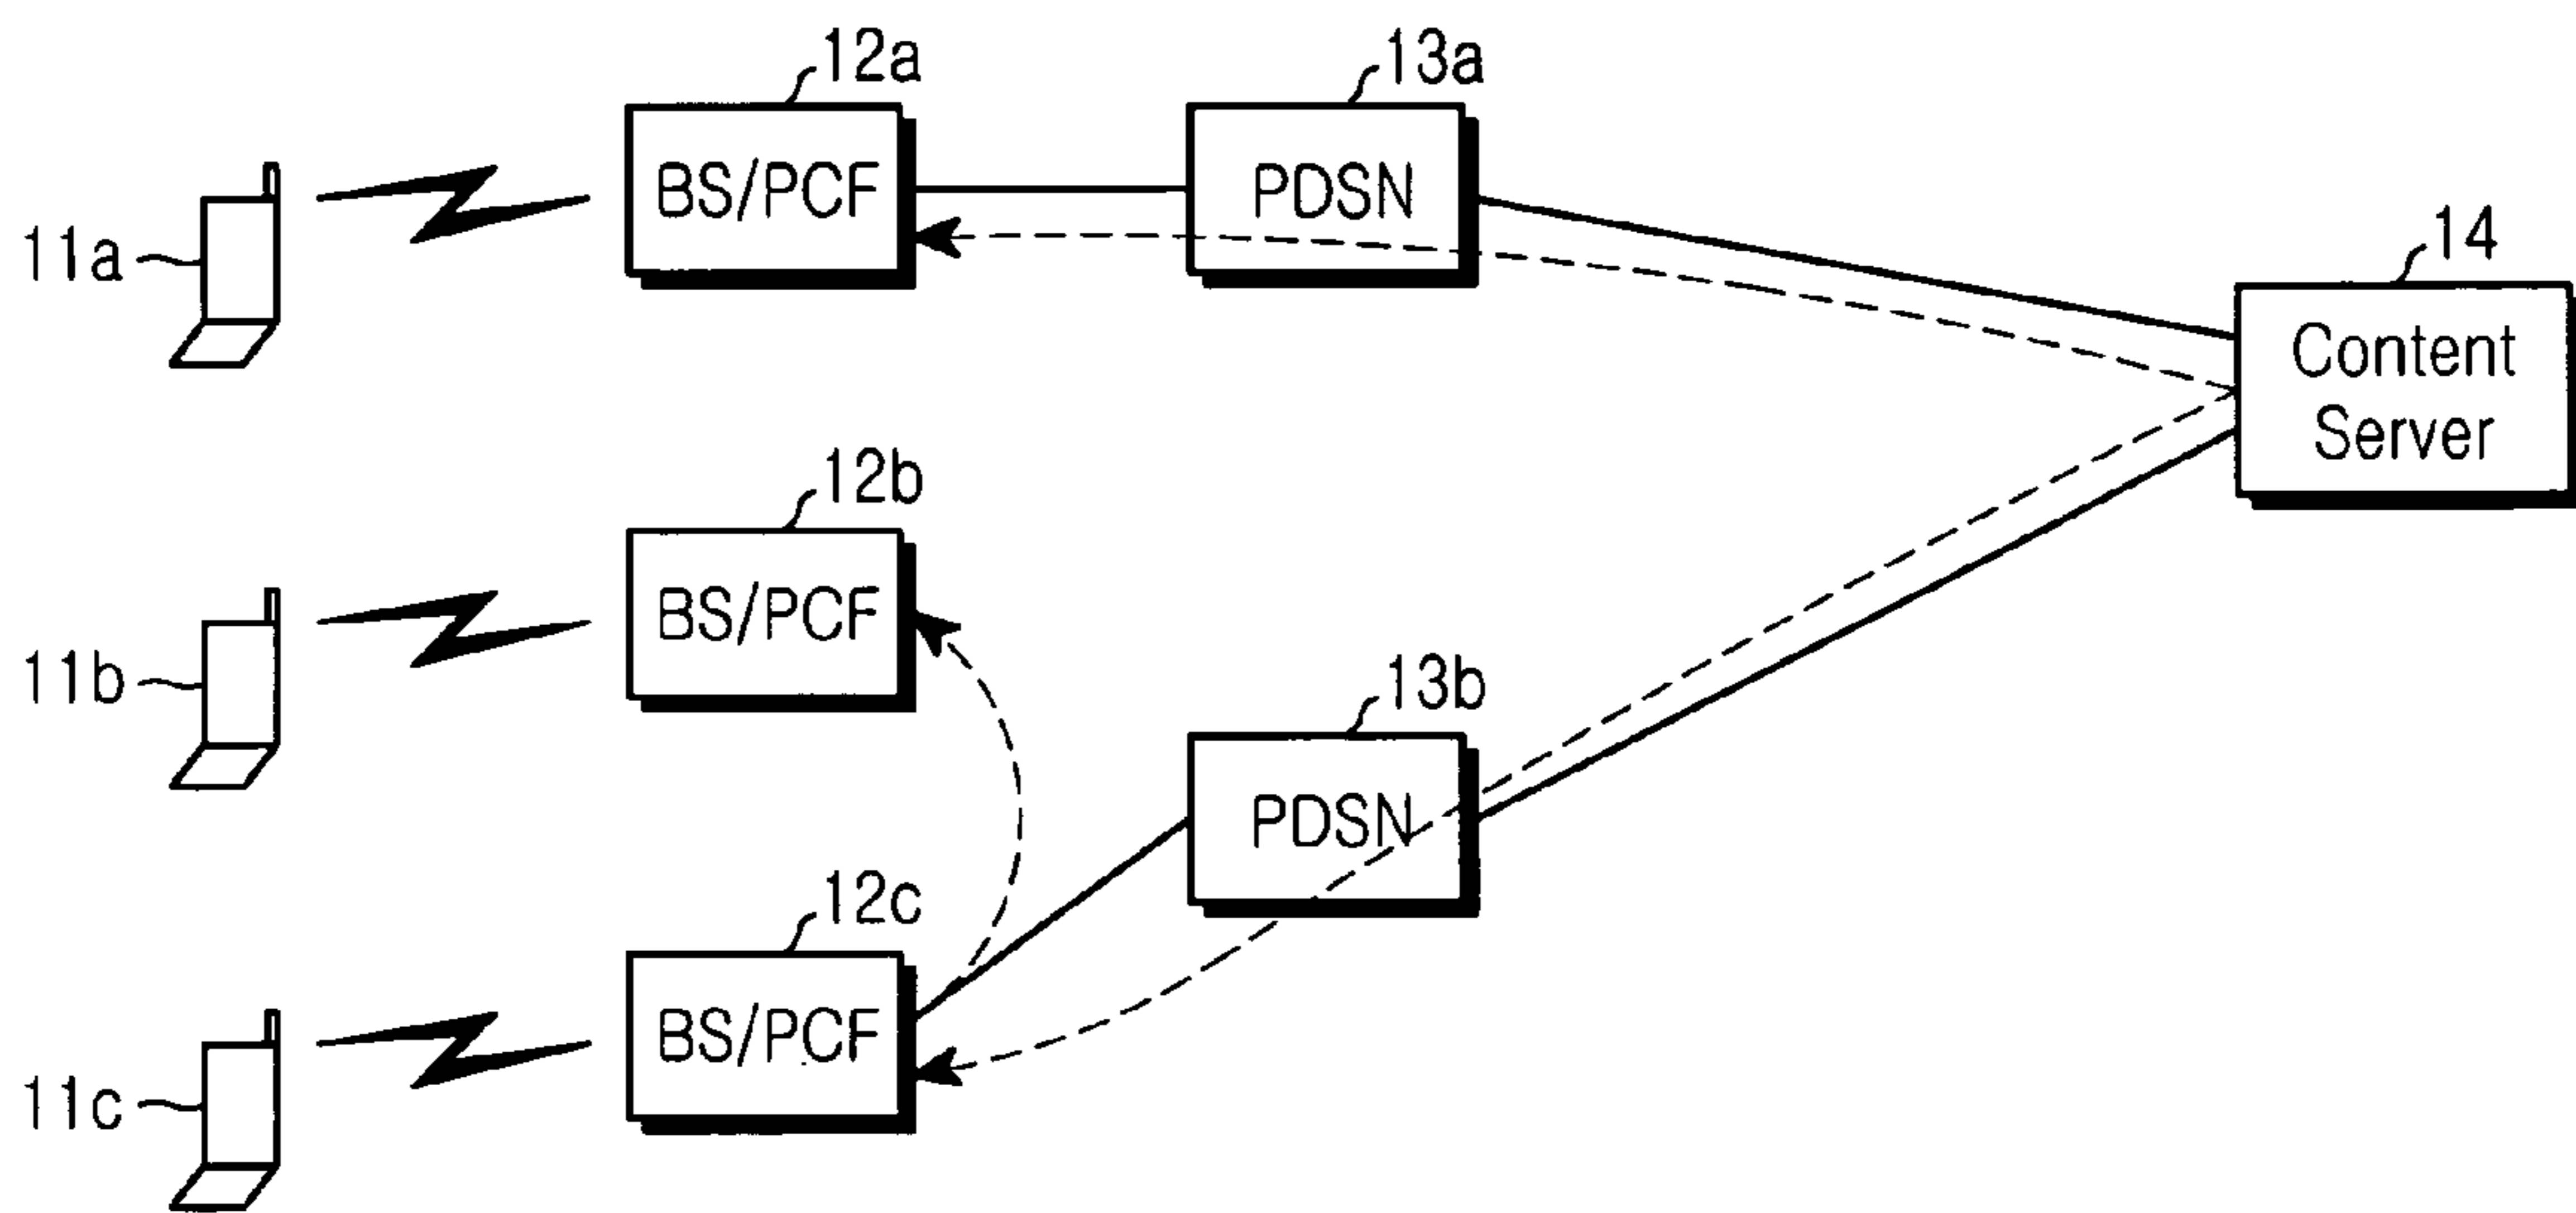 12a
13a
BS/PCF
PDSN
11a
14
Content
Server
12b
BS/PCF
11b
13b
PDSN
12c
BS/PCF
11c